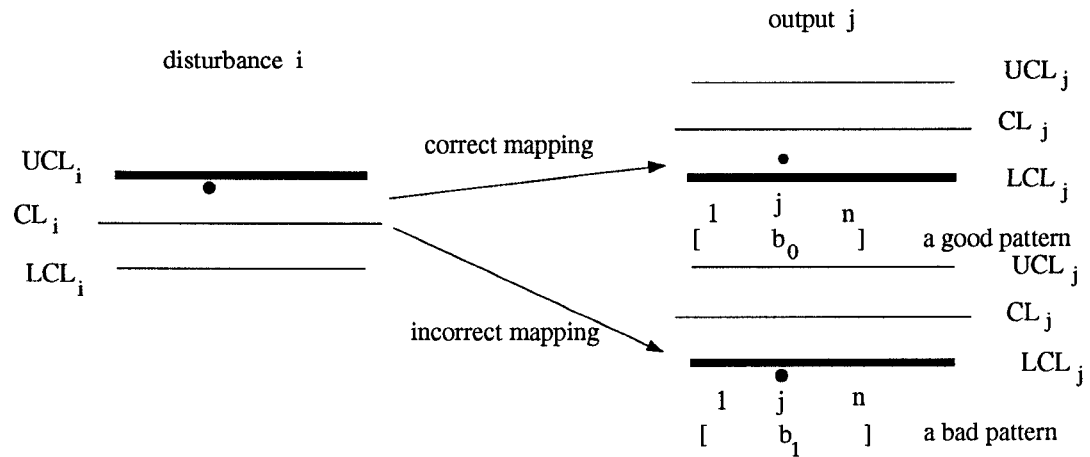 output j
disturbance i
UCL j
CL j
correct mapping
UCL i
LCL j
CL i
1 j n
[ b 0 ] a good pattern
LCL i
UCL j
CL j
incorrect mapping
LCL j
1 j n
[ b 1 ] a bad pattern